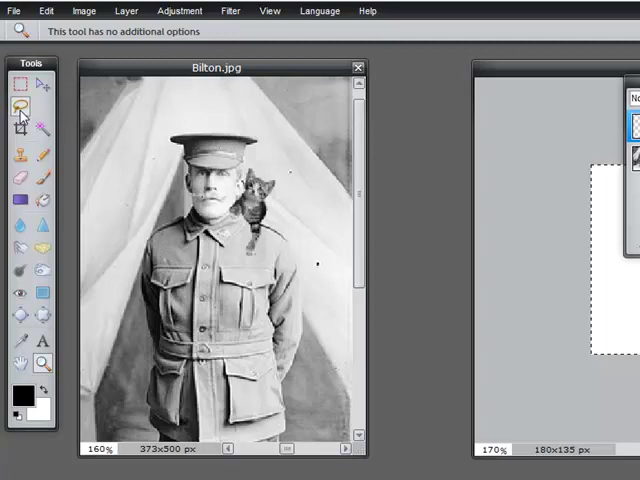 File Edit Image Layer Adjustment Filter View Language Help
This tool has no additional options
Tools
Bilton.jpg
No
A
160% 373x500 px
170% 180x135 px